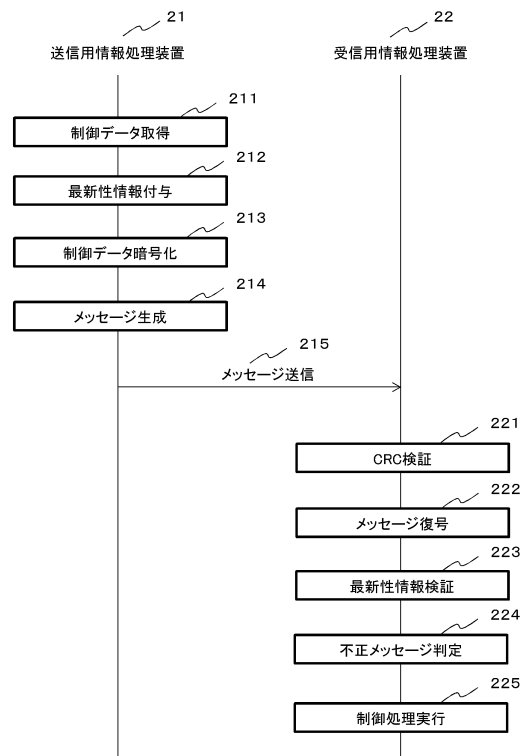 21
送信用情報処理装置
22
受信用情報処理装置
211
制御データ取得
212
最新性情報付与
213
制御データ暗号化
214
メッセージ生成
215
メッセージ送信
221
CRC検証
222
メッセージ復号
223
最新性情報検証
224
不正メッセージ判定
225
制御処理実行